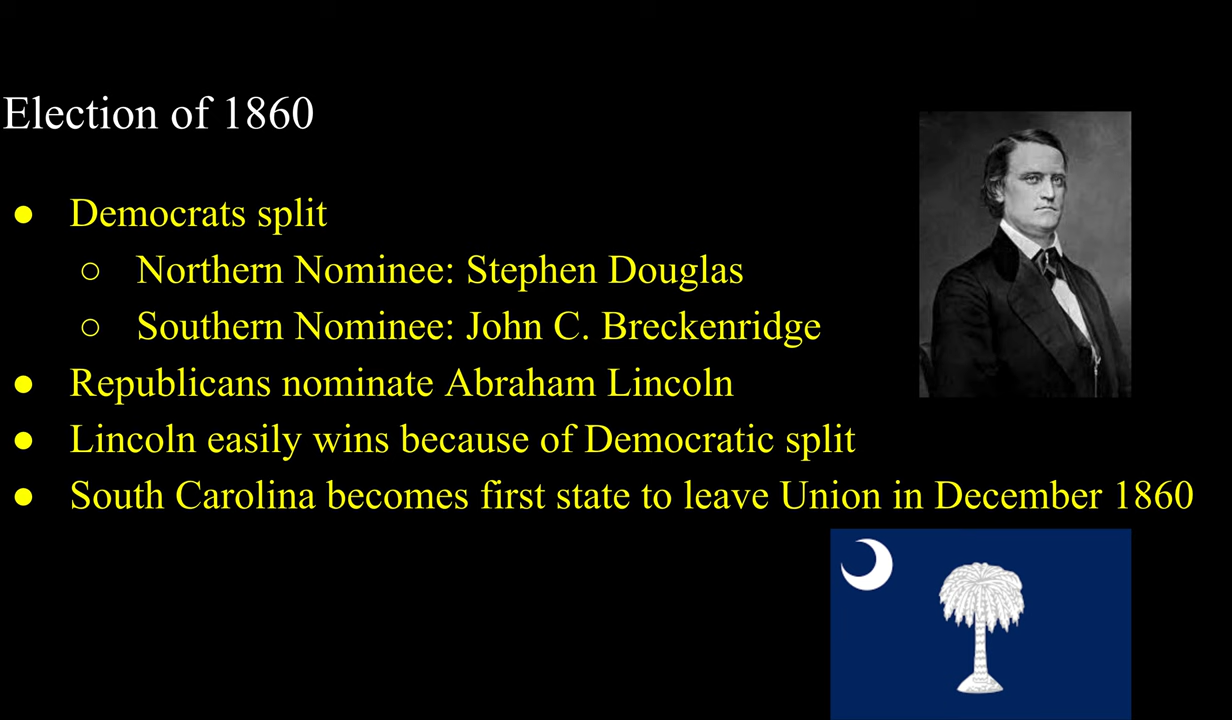 Election of 1860
● Democrats split
○ Northern Nominee: Stephen Douglas
○ Southern Nominee: John C. Breckenridge
● Republicans nominate Abraham Lincoln
● Lincoln easily wins because of Democratic split
● South Carolina becomes first state to leave Union in December 1860